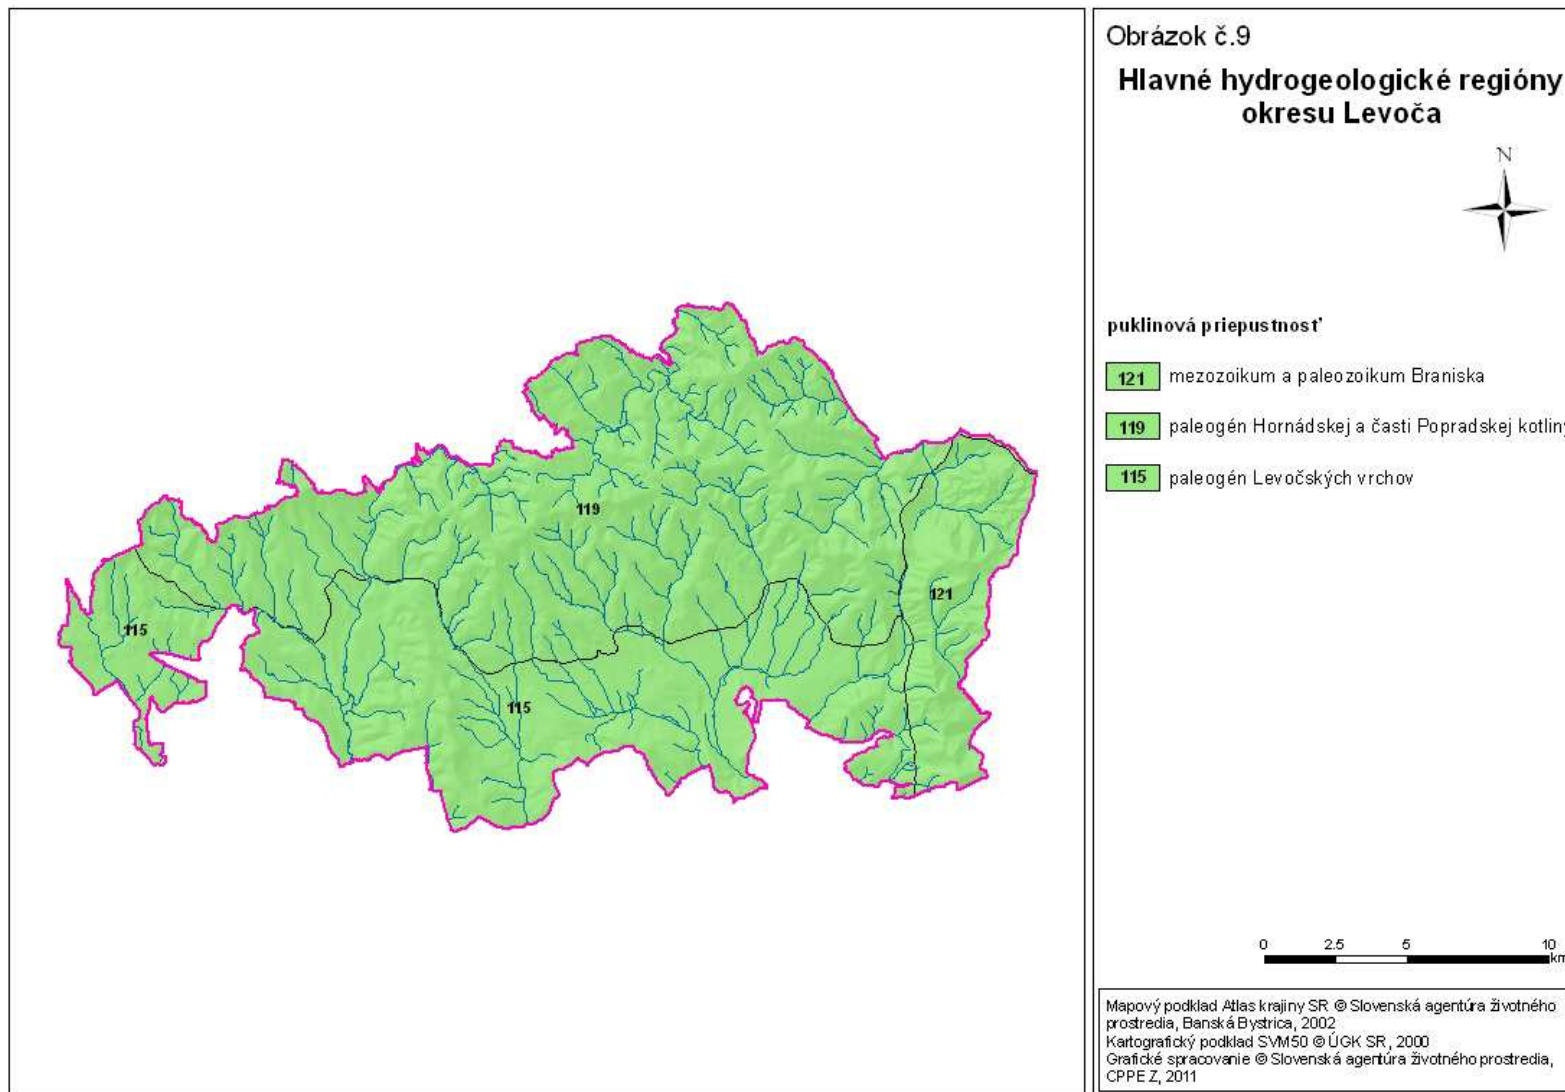 Obrázok č.9
Hlavné hydrogeologické regióny
okresu Levoča
N
puklinová priepustnosť
121 mezozoikum a paleozoikum Braniska
119 paleogén Hornádskej a časti Popradskej kotliny
115 paleogén Levočských vrchov
119
121
115
115
0 2.5 5 10
km
Mapový podklad Atlas krajiny SR © Slovenská agentúra životného
prostredia, Banská Bystrica, 2002
Kartografický podklad SVM50 © ÚGK SR, 2000
Grafické spracovanie © Slovenská agentúra životného prostredia,
CPPEZ, 2011